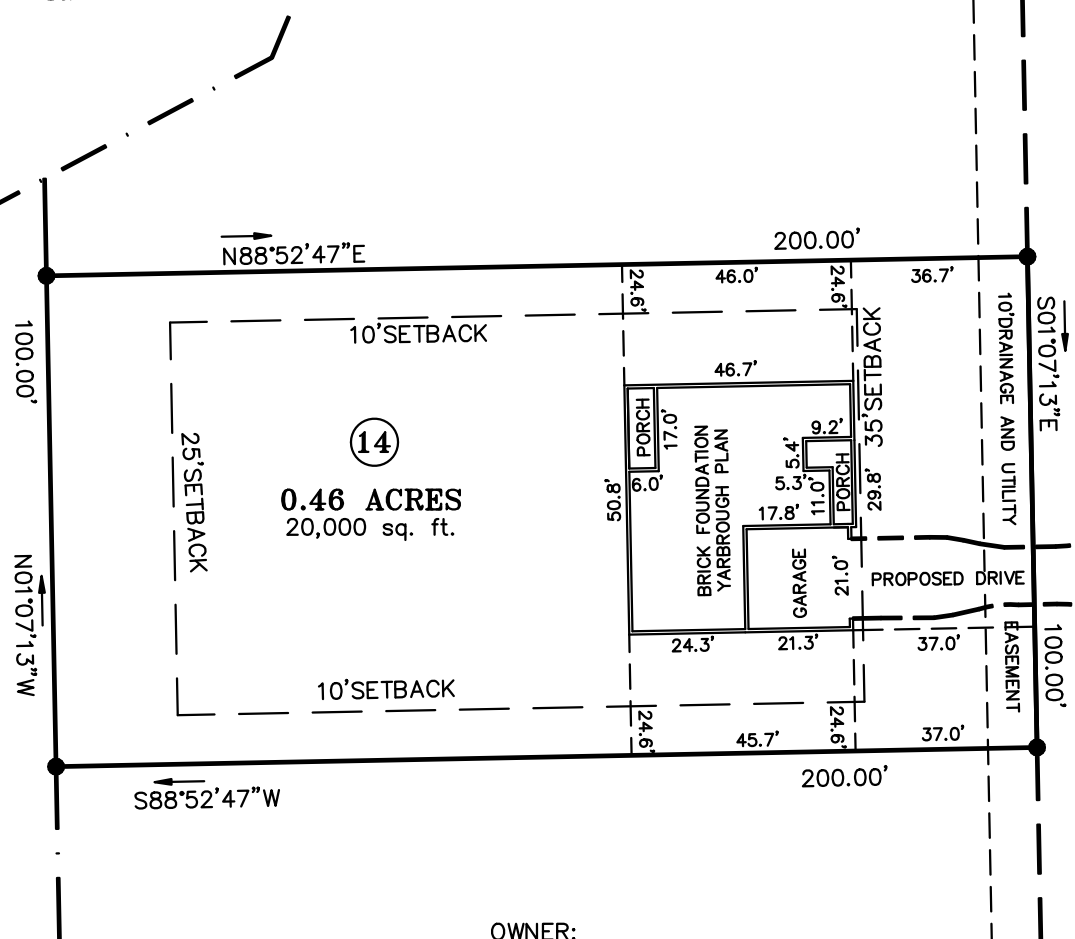 N88°52'47"E
200.00'
24.6'
46.0'
24.6'
36.7'
10'SETBACK
35'SETBACK
10'DRAINAGE AND UTILITY
EASEMENT
S01°07'13"E
100.00'
46.7'
PORCH
17.0'
6.0'
50.8'
BRICK FOUNDATION
YARBROUGH PLAN
9.2'
5.4'
5.3'
11.0'
PORCH
29.8'
17.8'
GARAGE
21.0'
PROPOSED DRIVE
14
0.46 ACRES
20,000 sq. ft.
25'SETBACK
N01°07'13"W
24.3'
21.3'
37.0'
100.00'
10'SETBACK
24.6'
45.7'
24.6'
37.0'
200.00'
S88°52'47"W
OWNER: